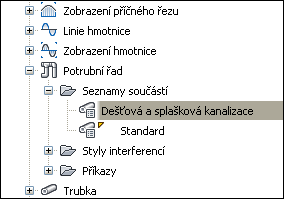 Zobrazení příčného řezu
Linie hmotnice
Zobrazení hmotnice
Potrubní řad
Seznamy součástí
Dešťová a splašková kanalizace
Standard
Styly interferencí
Příkazy
Trubka